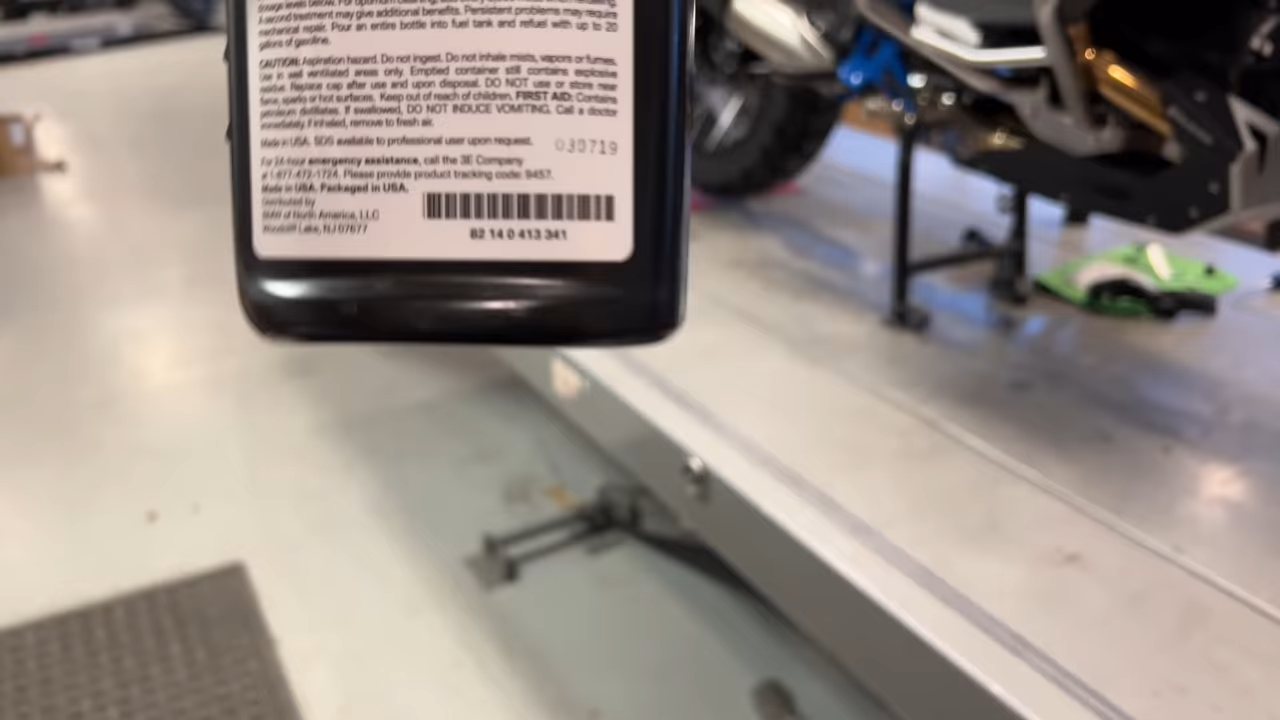 dosage levels below. For optimum
A second treatment may give additional benefits. Persistent problems may require
mechanical repair. Pour an entire bottle into fuel tank and refuel with up to 20
gallons of gasoline.
CAUTION: Aspiration hazard. Do not ingest. Do not inhale mists, vapors or fumes.
Use in well ventilated areas only. Emptied container still contains explosive
residue. Replace cap after use and upon disposal. DO NOT use or store near
flame, sparks or hot surfaces. Keep out of reach of children. FIRST AID: Contains
petroleum distillates. If swallowed, DO NOT INDUCE VOMITING. Call a doctor
immediately. If inhaled, remove to fresh air.
Made in USA. SDS available to professional user upon request.
030719
For 24-hour emergency assistance, call the 3E Company
at 1-877-472-1724. Please provide product tracking code: 9457.
Made in USA. Packaged in USA.
Distributed by
BMW of North America, LLC
Woodcliff Lake, NJ 07677
82 14 0 413 341